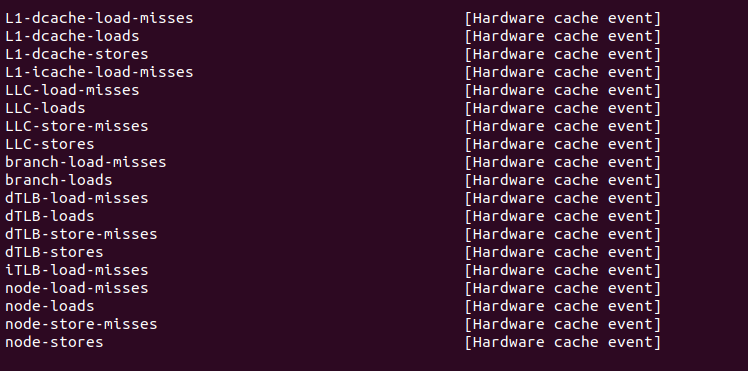 L1-dcache-load-misses [Hardware cache event]
L1-dcache-loads [Hardware cache event]
L1-dcache-stores [Hardware cache event]
L1-icache-load-misses [Hardware cache event]
LLC-load-misses [Hardware cache event]
LLC-loads [Hardware cache event]
LLC-store-misses [Hardware cache event]
LLC-stores [Hardware cache event]
branch-load-misses [Hardware cache event]
branch-loads [Hardware cache event]
dTLB-load-misses [Hardware cache event]
dTLB-loads [Hardware cache event]
dTLB-store-misses [Hardware cache event]
dTLB-stores [Hardware cache event]
iTLB-load-misses [Hardware cache event]
node-load-misses [Hardware cache event]
node-loads [Hardware cache event]
node-store-misses [Hardware cache event]
node-stores [Hardware cache event]